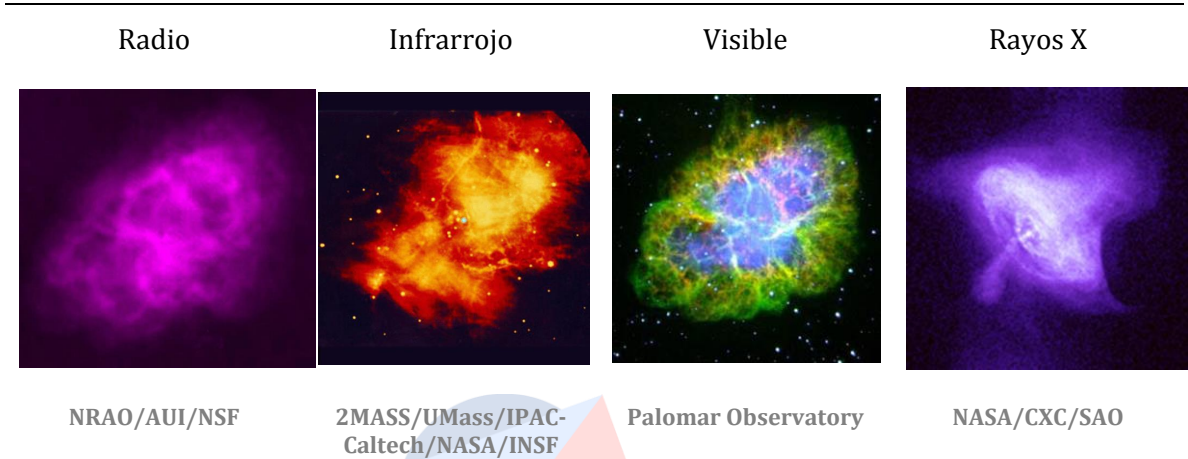 Radio Infrarrojo Visible Rayos X
NRAO/AUI/NSF 2MASS/UMass/IPAC- Palomar Observatory NASA/CXC/SAO
Caltech/NASA/INSF